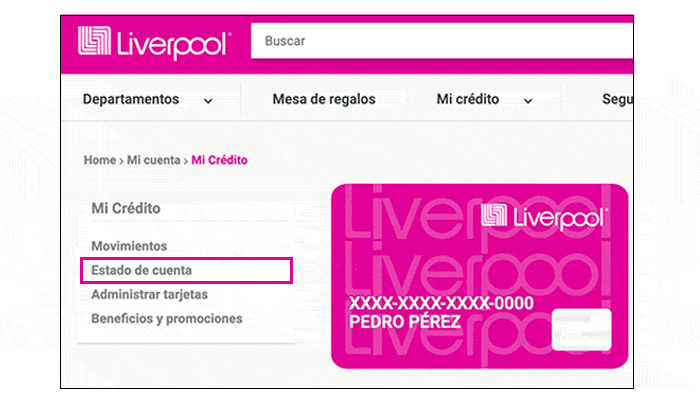 Liverpool
Buscar
Departamentos
Mesa de regalos
Mi crédito
Segu
Home > Mi cuenta > Mi Crédito
Mi Crédito
Movimientos
Estado de cuenta
Administrar tarjetas
Beneficios y promociones
Liverpool
Liverpool
Liverpool
Liverpool
XXXX-XXXX-XXXX-0000
PEDRO PÉREZ